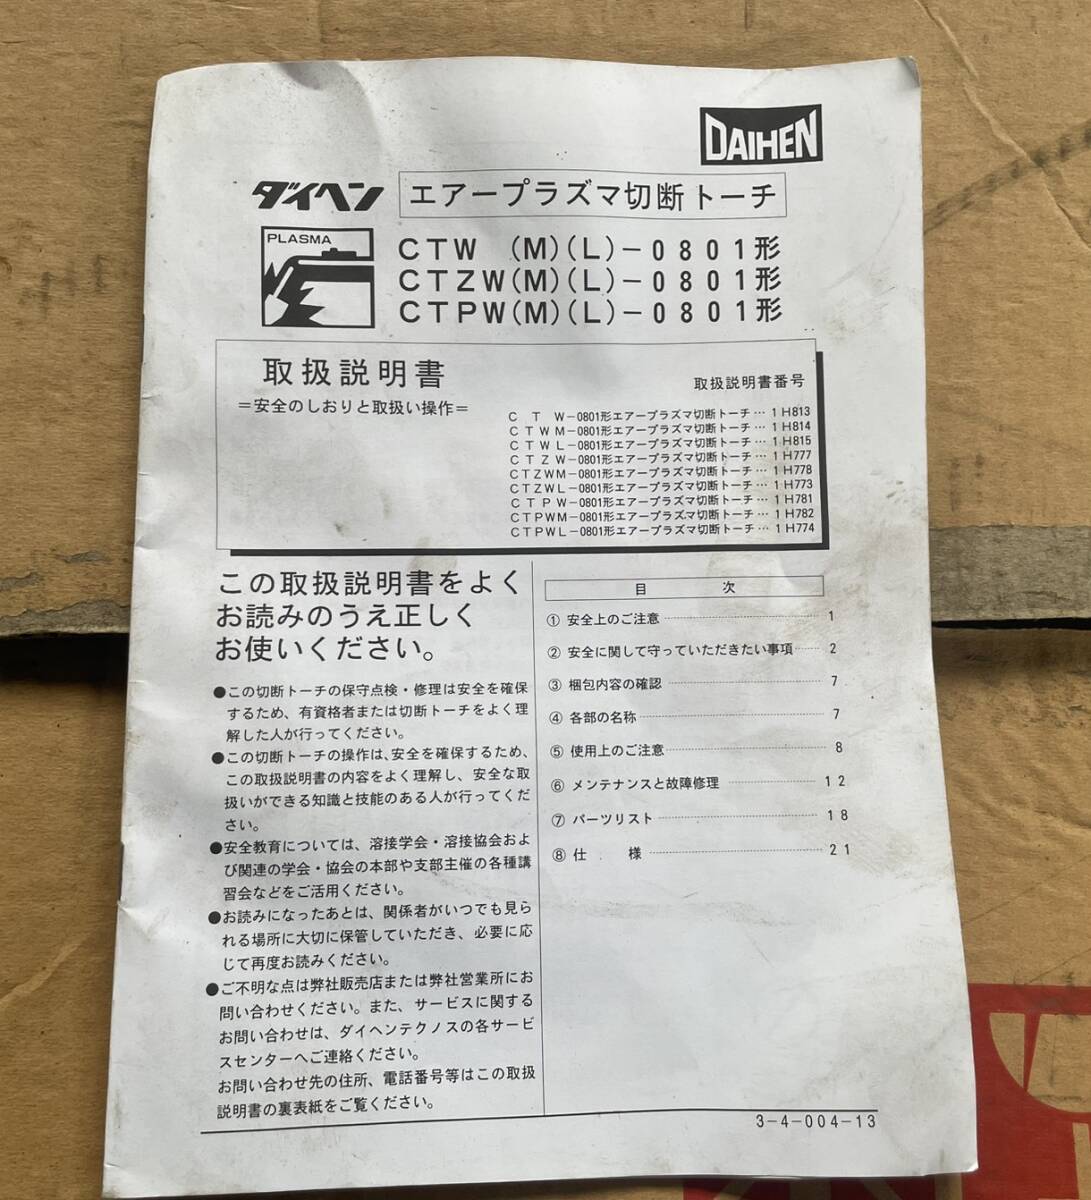 DAIHEN
ダイヘン エアープラズマ切断トーチ
PLASMA
CTW (M)(L)-0801形
CTZW(M)(L)-0801形
CTPW(M)(L)-0801形
取扱説明書
=安全のしおりと取扱い操作=
取扱説明書番号
CTW-0801形エアープラズマ切断トーチ…1H813
CTWM-0801形エアープラズマ切断トーチ…1H814
CTWL-0801形エアープラズマ切断トーチ…1H815
CTZW-0801形エアープラズマ切断トーチ…1H777
CTZWM-0801形エアープラズマ切断トーチ…1H778
CTZWL-0801形エアープラズマ切断トーチ…1H773
CTPW-0801形エアープラズマ切断トーチ…1H781
CTPWM-0801形エアープラズマ切断トーチ…1H782
CTPWL-0801形エアープラズマ切断トーチ…1H774
この取扱説明書をよく
お読みのうえ正しく
お使いください。
●この切断トーチの保守点検・修理は安全を確保
するため、有資格者または切断トーチをよく理
解した人が行ってください。
●この切断トーチの操作は、安全を確保するため、
この取扱説明書の内容をよく理解し、安全な取
扱いができる知識と技能のある人が行ってくだ
さい。
●安全教育については、溶接学会・溶接協会およ
び関連の学会・協会の本部や支部主催の各種講
習会などをご活用ください。
●お読みになったあとは、関係者がいつでも見ら
れる場所に大切に保管していただき、必要に応
じて再度お読みください。
●ご不明な点は弊社販売店または弊社営業所にお
問い合わせください。また、サービスに関する
お問い合わせは、ダイヘンテクノスの各サービ
スセンターへご連絡ください。
お問い合わせ先の住所、電話番号等はこの取扱
説明書の裏表紙をご覧ください。
目 次
① 安全上のご注意 1
② 安全に関して守っていただきたい事項 2
③ 梱包内容の確認 7
④ 各部の名称 7
⑤ 使用上のご注意 8
⑥ メンテナンスと故障修理 12
⑦ パーツリスト 18
⑧ 仕 様 21
3-4-004-13